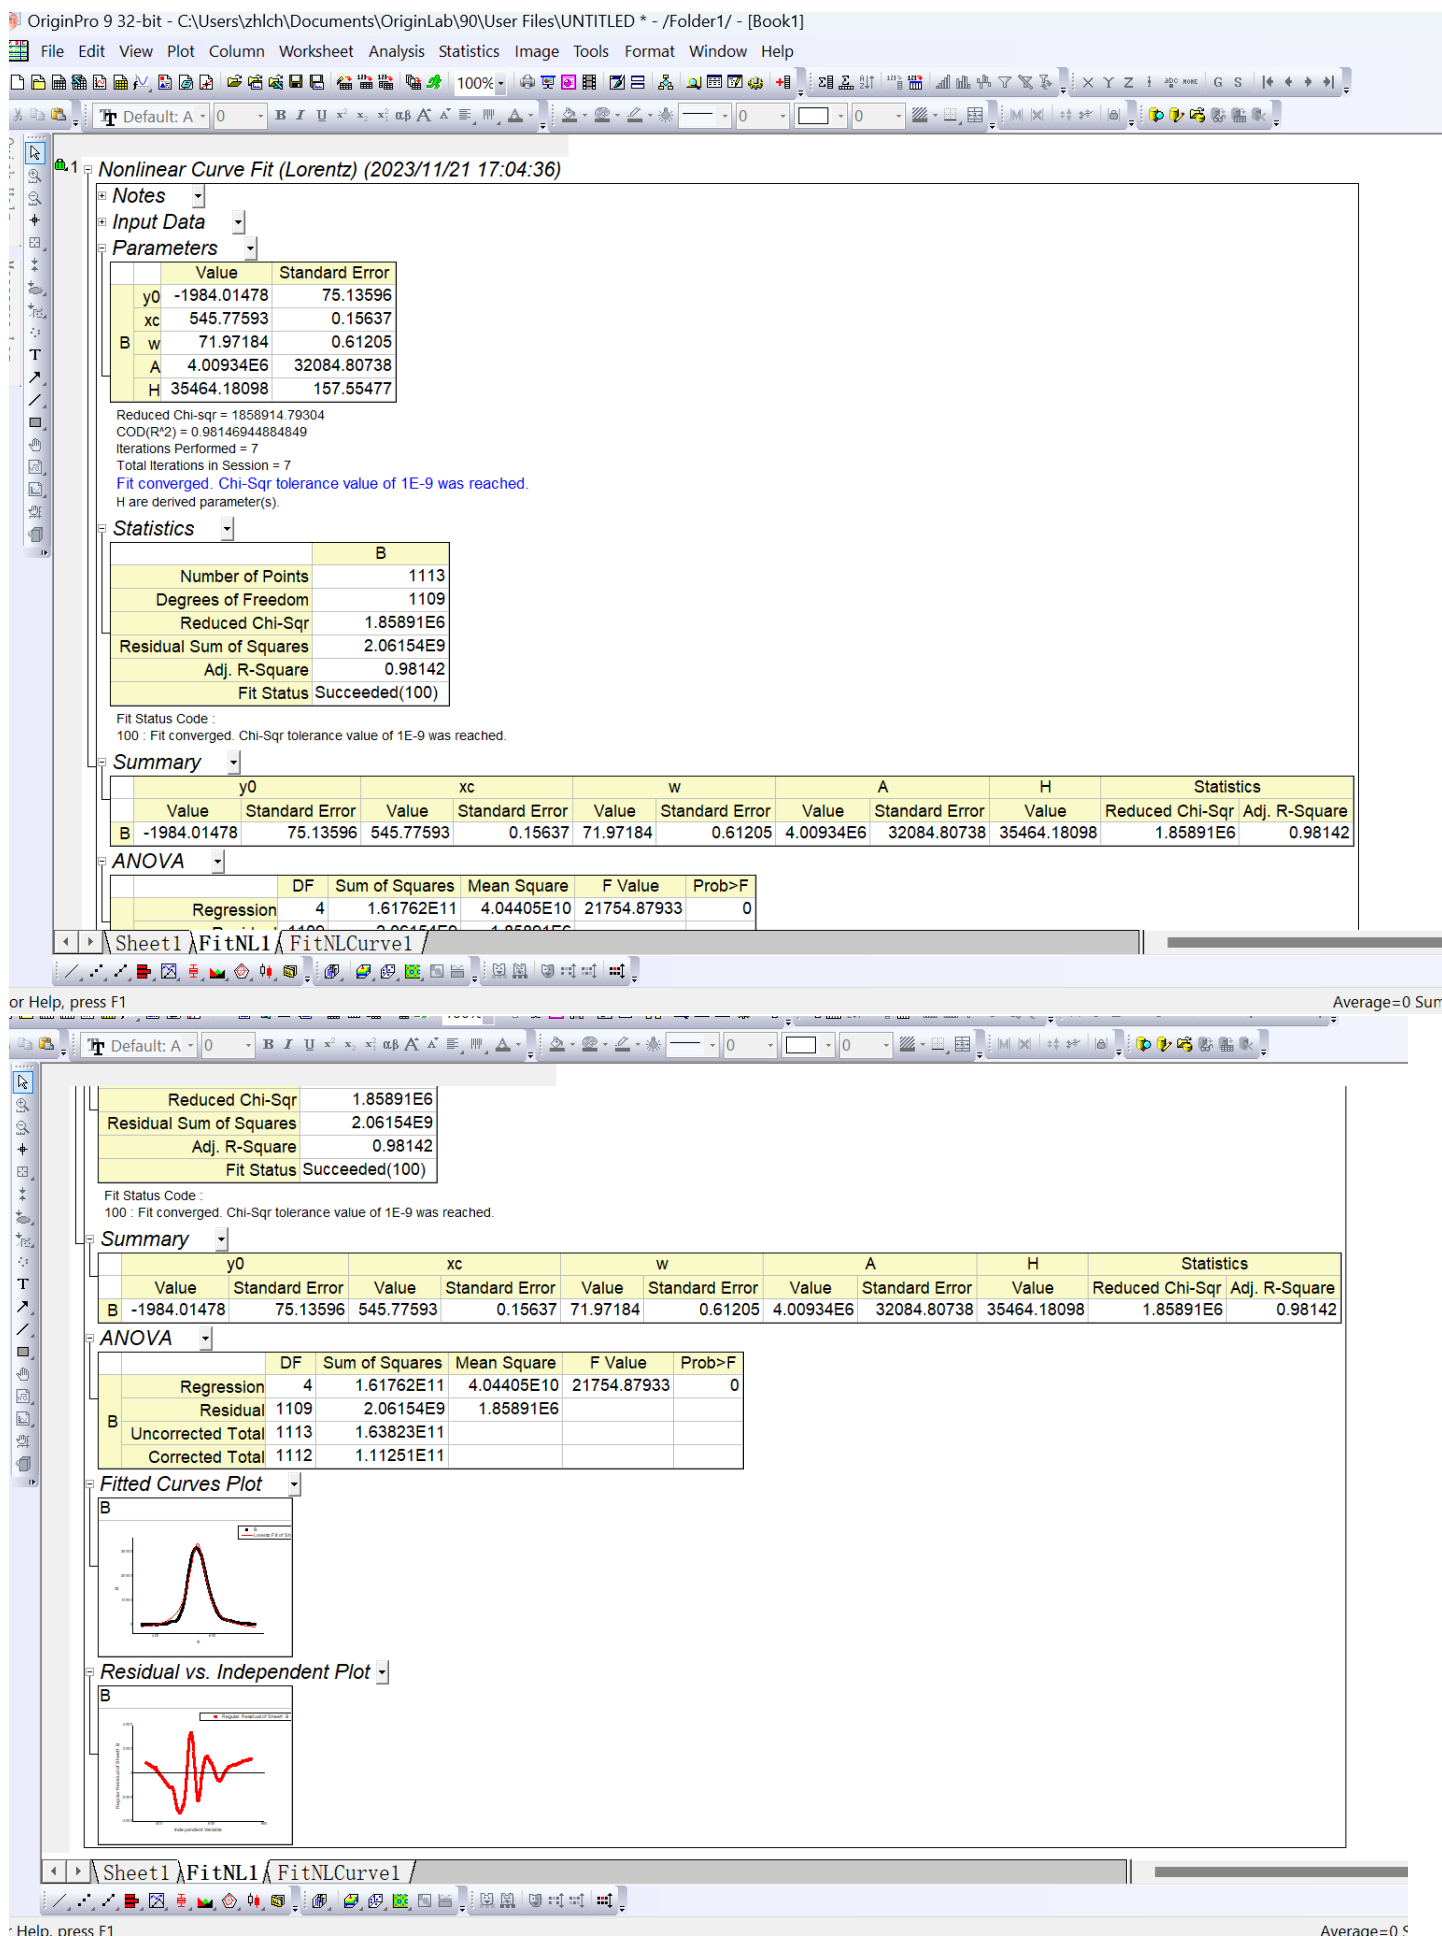 OriginPro 9 32-bit - C:\Users\zhlch\Documents\OriginLab\90\User Files\UNTITLED * - /Folder1/ - [Book1]
File Edit View Plot Column Worksheet Analysis Statistics Image Tools Format Window Help
100%
X Y Z G S
Default: A 0 B I U αβ A 0 0
1 Nonlinear Curve Fit (Lorentz) (2023/11/21 17:04:36)
Notes
Input Data
Parameters
Value Standard Error
y0 -1984.01478 75.13596
xc 545.77593 0.15637
B w 71.97184 0.61205
A 4.00934E6 32084.80738
H 35464.18098 157.55477
Reduced Chi-sqr = 1858914.79304
COD(R^2) = 0.98146944884849
Iterations Performed = 7
Total Iterations in Session = 7
Fit converged. Chi-Sqr tolerance value of 1E-9 was reached.
H are derived parameter(s).
Statistics
B
Number of Points 1113
Degrees of Freedom 1109
Reduced Chi-Sqr 1.85891E6
Residual Sum of Squares 2.06154E9
Adj. R-Square 0.98142
Fit Status Succeeded(100)
Fit Status Code :
100 : Fit converged. Chi-Sqr tolerance value of 1E-9 was reached.
Summary
y0 xc w A H Statistics
Value Standard Error Value Standard Error Value Standard Error Value Standard Error Value Reduced Chi-Sqr Adj. R-Square
B -1984.01478 75.13596 545.77593 0.15637 71.97184 0.61205 4.00934E6 32084.80738 35464.18098 1.85891E6 0.98142
ANOVA
DF Sum of Squares Mean Square F Value Prob>F
Regression 4 1.61762E11 4.04405E10 21754.87933 0
Residual 1109 2.06154E9 1.85891E6
Sheet1 FitNL1 FitNLCurve1
or Help, press F1
Average=0 Sum
Default: A 0 B I U αβ A 0 0
Reduced Chi-Sqr 1.85891E6
Residual Sum of Squares 2.06154E9
Adj. R-Square 0.98142
Fit Status Succeeded(100)
Fit Status Code :
100 : Fit converged. Chi-Sqr tolerance value of 1E-9 was reached.
Summary
y0 xc w A H Statistics
Value Standard Error Value Standard Error Value Standard Error Value Standard Error Value Reduced Chi-Sqr Adj. R-Square
B -1984.01478 75.13596 545.77593 0.15637 71.97184 0.61205 4.00934E6 32084.80738 35464.18098 1.85891E6 0.98142
ANOVA
DF Sum of Squares Mean Square F Value Prob>F
Regression 4 1.61762E11 4.04405E10 21754.87933 0
Residual 1109 2.06154E9 1.85891E6
B Uncorrected Total 1113 1.63823E11
Corrected Total 1112 1.11251E11
Fitted Curves Plot
B
Residual vs. Independent Plot
B
Regular Residual of Sheet1 B
Independent Variable
Sheet1 FitNL1 FitNLCurve1
r Help, press F1
Average=0 S